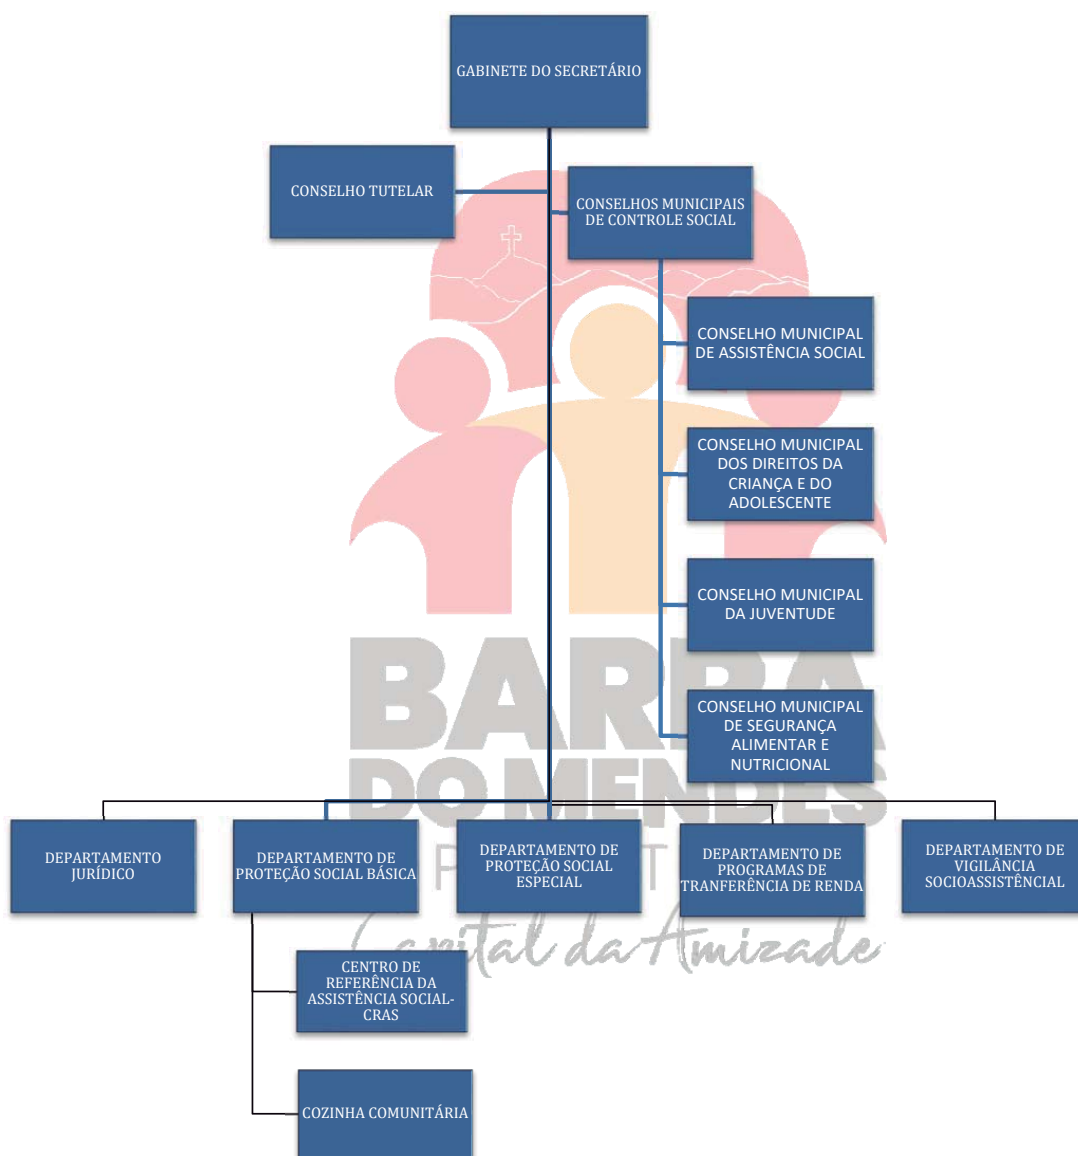 GABINETE DO SECRETÁRIO
CONSELHO TUTELAR
CONSELHOS MUNICIPAIS
DE CONTROLE SOCIAL
CONSELHO MUNICIPAL
DE ASSISTÊNCIA SOCIAL
CONSELHO MUNICIPAL
DOS DIREITOS DA
CRIANÇA E DO
ADOLESCENTE
CONSELHO MUNICIPAL
DA JUVENTUDE
CONSELHO MUNICIPAL
DE SEGURANÇA
ALIMENTAR E
NUTRICIONAL
BARRA
DO MENDES
DEPARTAMENTO
JURÍDICO
DEPARTAMENTO DE
PROTEÇÃO SOCIAL BÁSICA
DEPARTAMENTO DE
PROTEÇÃO SOCIAL
ESPECIAL
DEPARTAMENTO DE
PROGRAMAS DE
TRANFERÊNCIA DE RENDA
DEPARTAMENTO DE
VIGILÂNCIA
SOCIOASSISTÊNCIAL
Capital da Amizade
CENTRO DE
REFERÊNCIA DA
ASSISTÊNCIA SOCIAL-
CRAS
COZINHA COMUNITÁRIA